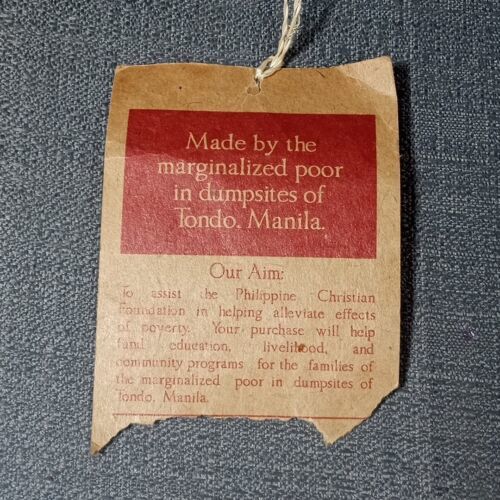 Made by the
marginalized poor
in dumpsites of
Tondo. Manila.
Our Aim:
To assist the Philippine Christian
Foundation in helping alleviate effects
of poverty. Your purchase will help
fund education, livelihood, and
community programs for the families of
the marginalized poor in dumpsites of
Tondo, Manila.